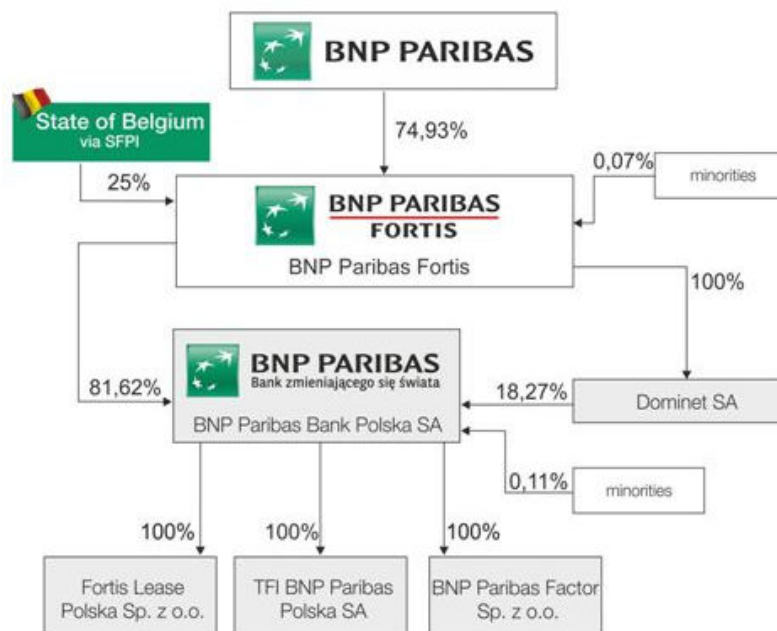 BNP PARIBAS
State of Belgium
via SFPI
74,93%
25%
0,07%
minorities
BNP PARIBAS
FORTIS
BNP Paribas Fortis
100%
BNP PARIBAS
Bank zmieniającego się świata
81,62%
BNP Paribas Bank Polska SA
18,27%
Dominet SA
0,11%
minorities
100%
100%
100%
Fortis Lease
Polska Sp. z o.o.
TFI BNP Paribas
Polska SA
BNP Paribas Factor
Sp. z o.o.